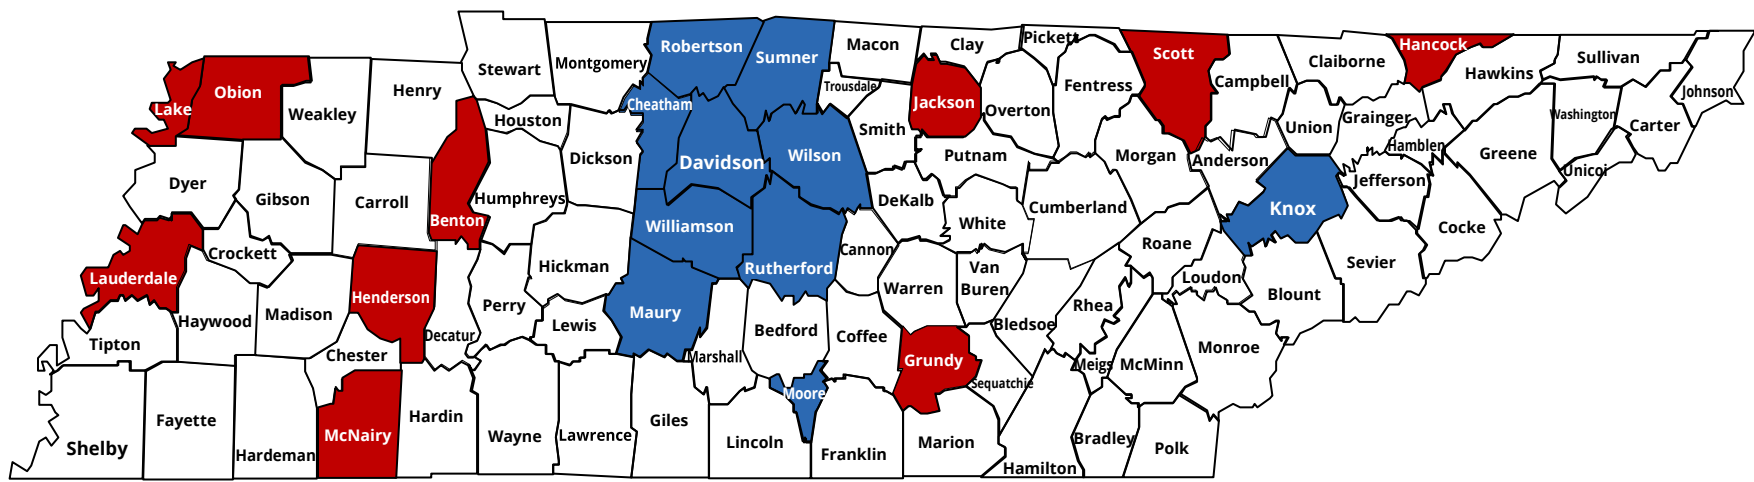 Robertson
Sumner
Macon
Clay
Pickett
Scott
Hancock
Stewart
Montgomery
Trousdale
Fentress
Campbell
Claiborne
Hawkins
Sullivan
Johnson
Lake
Obion
Weakley
Henry
Houston
Cheatham
Jackson
Overton
Smith
Union
Grainger
Hamblen
Washington
Carter
Dyer
Gibson
Carroll
Benton
Humphreys
Dickson
Davidson
Wilson
Putnam
Morgan
Anderson
Jefferson
Greene
Unicoi
DeKalb
White
Cumberland
Knox
Cocke
Crockett
Williamson
Cannon
Roane
Sevier
Lauderdale
Henderson
Hickman
Rutherford
Warren
Van
Buren
Loudon
Blount
Tipton
Haywood
Madison
Decatur
Perry
Lewis
Maury
Bedford
Coffee
Bledsoe
Rhea
Chester
Marshall
Grundy
Meigs
McMinn
Monroe
Sequatchie
Moore
Shelby
Fayette
Hardeman
McNairy
Hardin
Wayne
Lawrence
Giles
Lincoln
Franklin
Marion
Hamilton
Bradley
Polk